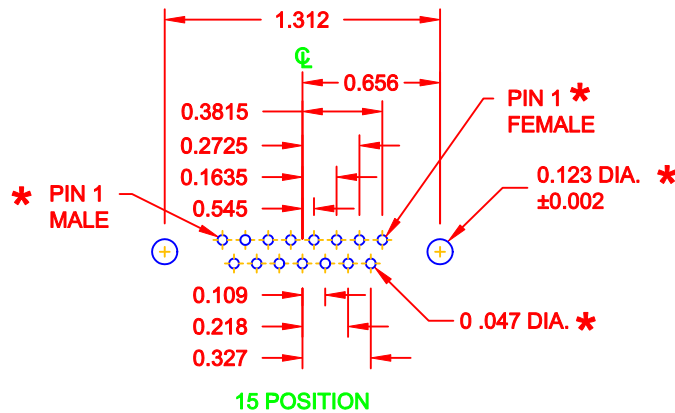 1.312
℄
0.656
0.3815
PIN 1 *
FEMALE
0.2725
0.1635
0.123 DIA. *
±0.002
* PIN 1
MALE
0.545
0.109
0 .047 DIA. *
0.218
0.327
15 POSITION